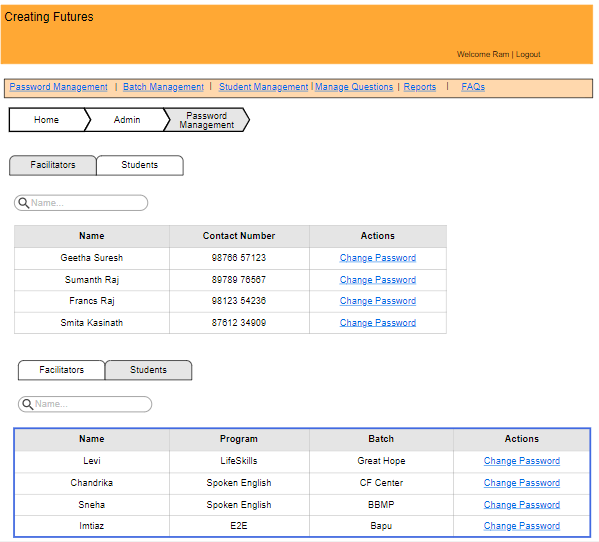 Creating Futures
Welcome Ram | Logout
Password Management | Batch Management | Student Management | Manage Questions | Reports | FAQs
Home Admin Password Management
Facilitators Students
Name...
Name Contact Number Actions
Geetha Suresh 98766 57123 Change Password
Sumanth Raj 89789 76567 Change Password
Francs Raj 98123 54236 Change Password
Smita Kasinath 87612 34909 Change Password
Facilitators Students
Name...
Name Program Batch Actions
Levi LifeSkills Great Hope Change Password
Chandrika Spoken English CF Center Change Password
Sneha Spoken English BBMP Change Password
Imtiaz E2E Bapu Change Password